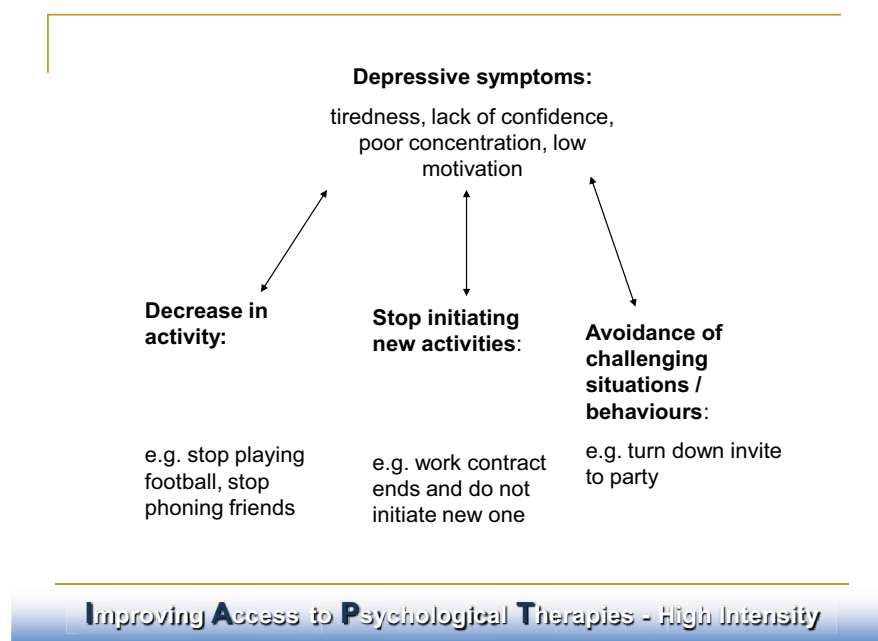 Depressive symptoms:
tiredness, lack of confidence,
poor concentration, low
motivation
Decrease in
activity:
e.g. stop playing
football, stop
phoning friends
Stop initiating
new activities:
e.g. work contract
ends and do not
initiate new one
Avoidance of
challenging
situations /
behaviours:
e.g. turn down invite
to party
Improving Access to Psychological Therapies - High Intensity